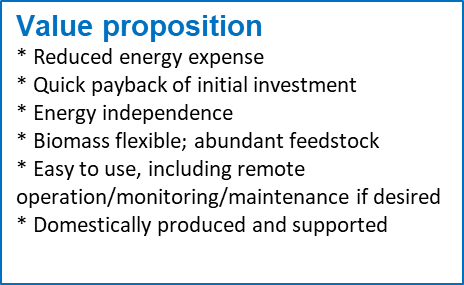 Value proposition
* Reduced energy expense
* Quick payback of initial investment
* Energy independence
* Biomass flexible; abundant feedstock
* Easy to use, including remote
operation/monitoring/maintenance if desired
* Domestically produced and supported